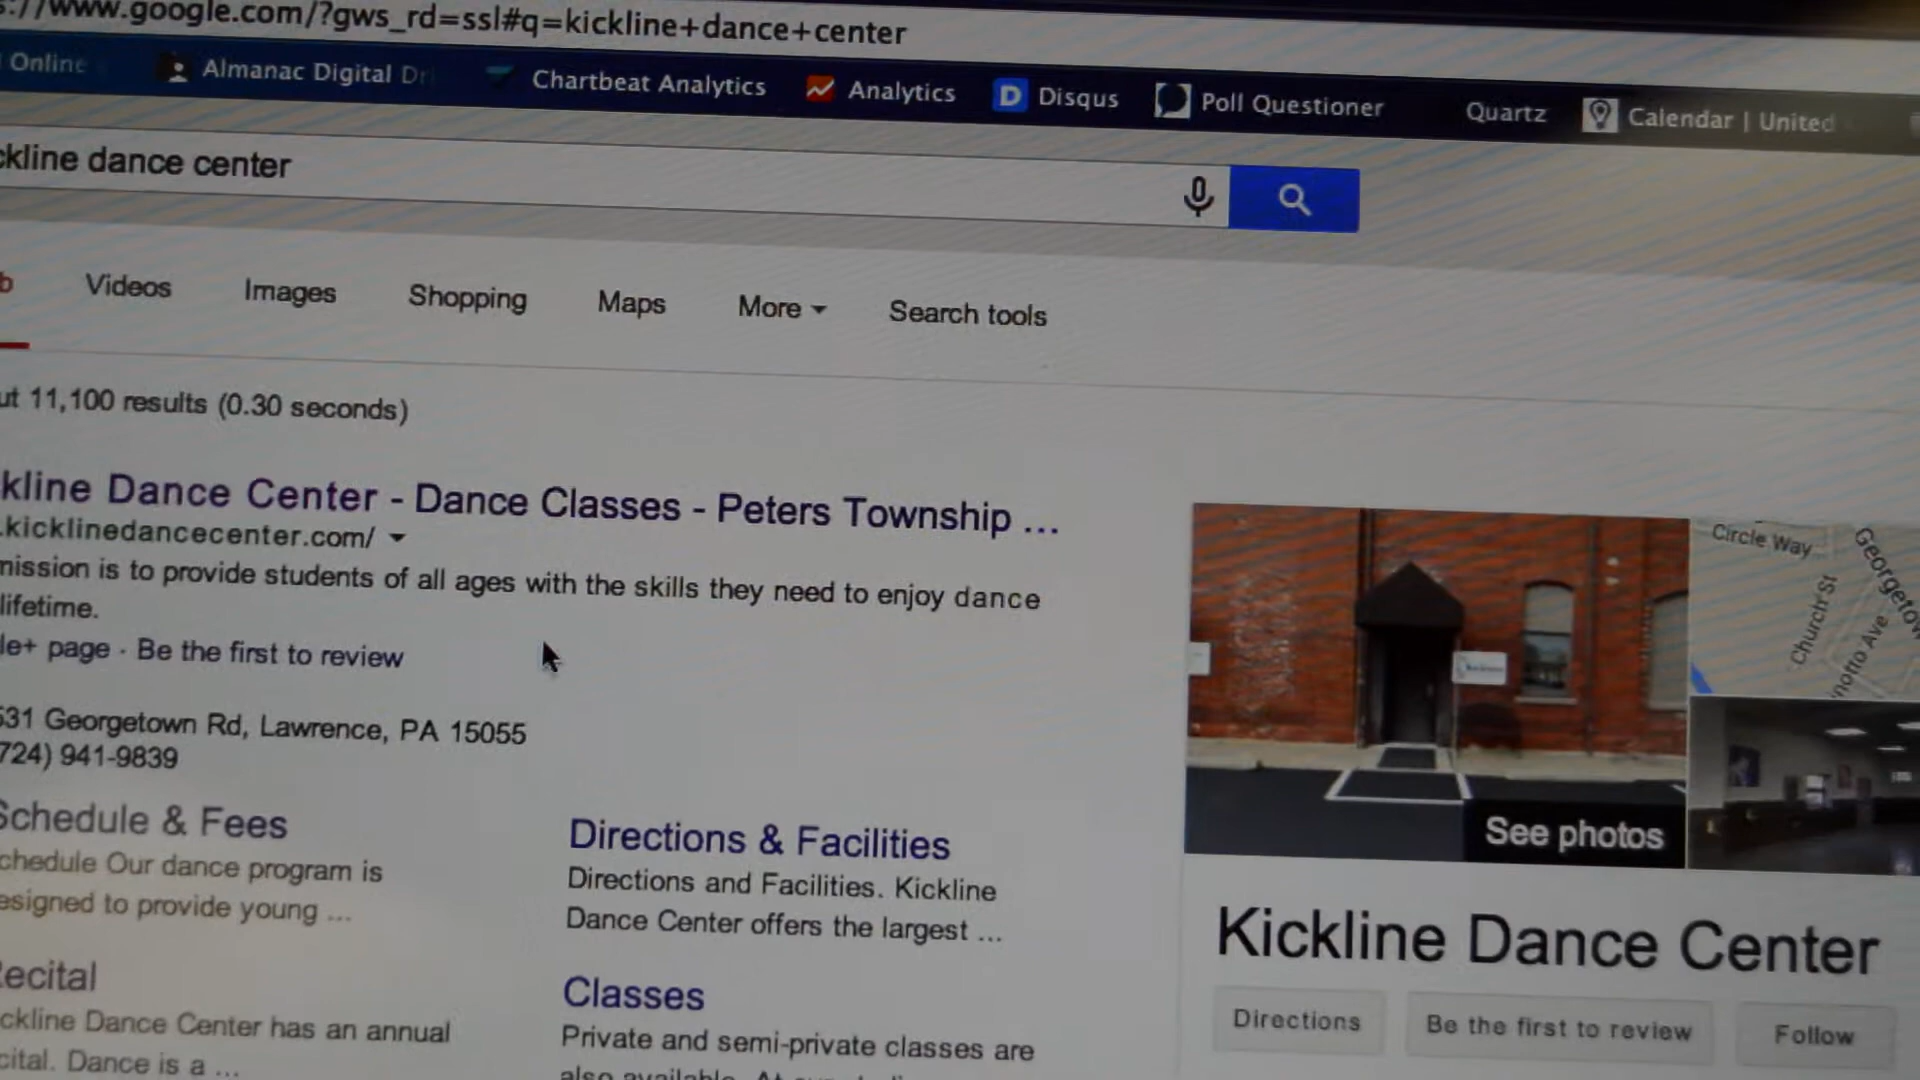 ://www.google.com/?gws_rd=ssl#q=kickline+dance+center
Online
Almanac Digital Dr
Chartbeat Analytics
Analytics
Disqus
Poll Questioner
Quartz
Calendar | United
ckline dance center
b
Videos
Images
Shopping
Maps
More
Search tools
ut 11,100 results (0.30 seconds)
kline Dance Center - Dance Classes - Peters Township ...
.kicklinedancecenter.com/
mission is to provide students of all ages with the skills they need to enjoy dance
lifetime.
le+ page · Be the first to review
531 Georgetown Rd, Lawrence, PA 15055
724) 941-9839
Schedule & Fees
chedule Our dance program is
esigned to provide young ...
Recital
ckline Dance Center has an annual
cital. Dance is a ...
Directions & Facilities
Directions and Facilities. Kickline
Dance Center offers the largest ...
Classes
Private and semi-private classes are
also available.
Circle Way
Church St
Georgetow
notto Ave
See photos
Kickline Dance Center
Directions
Be the first to review
Follow